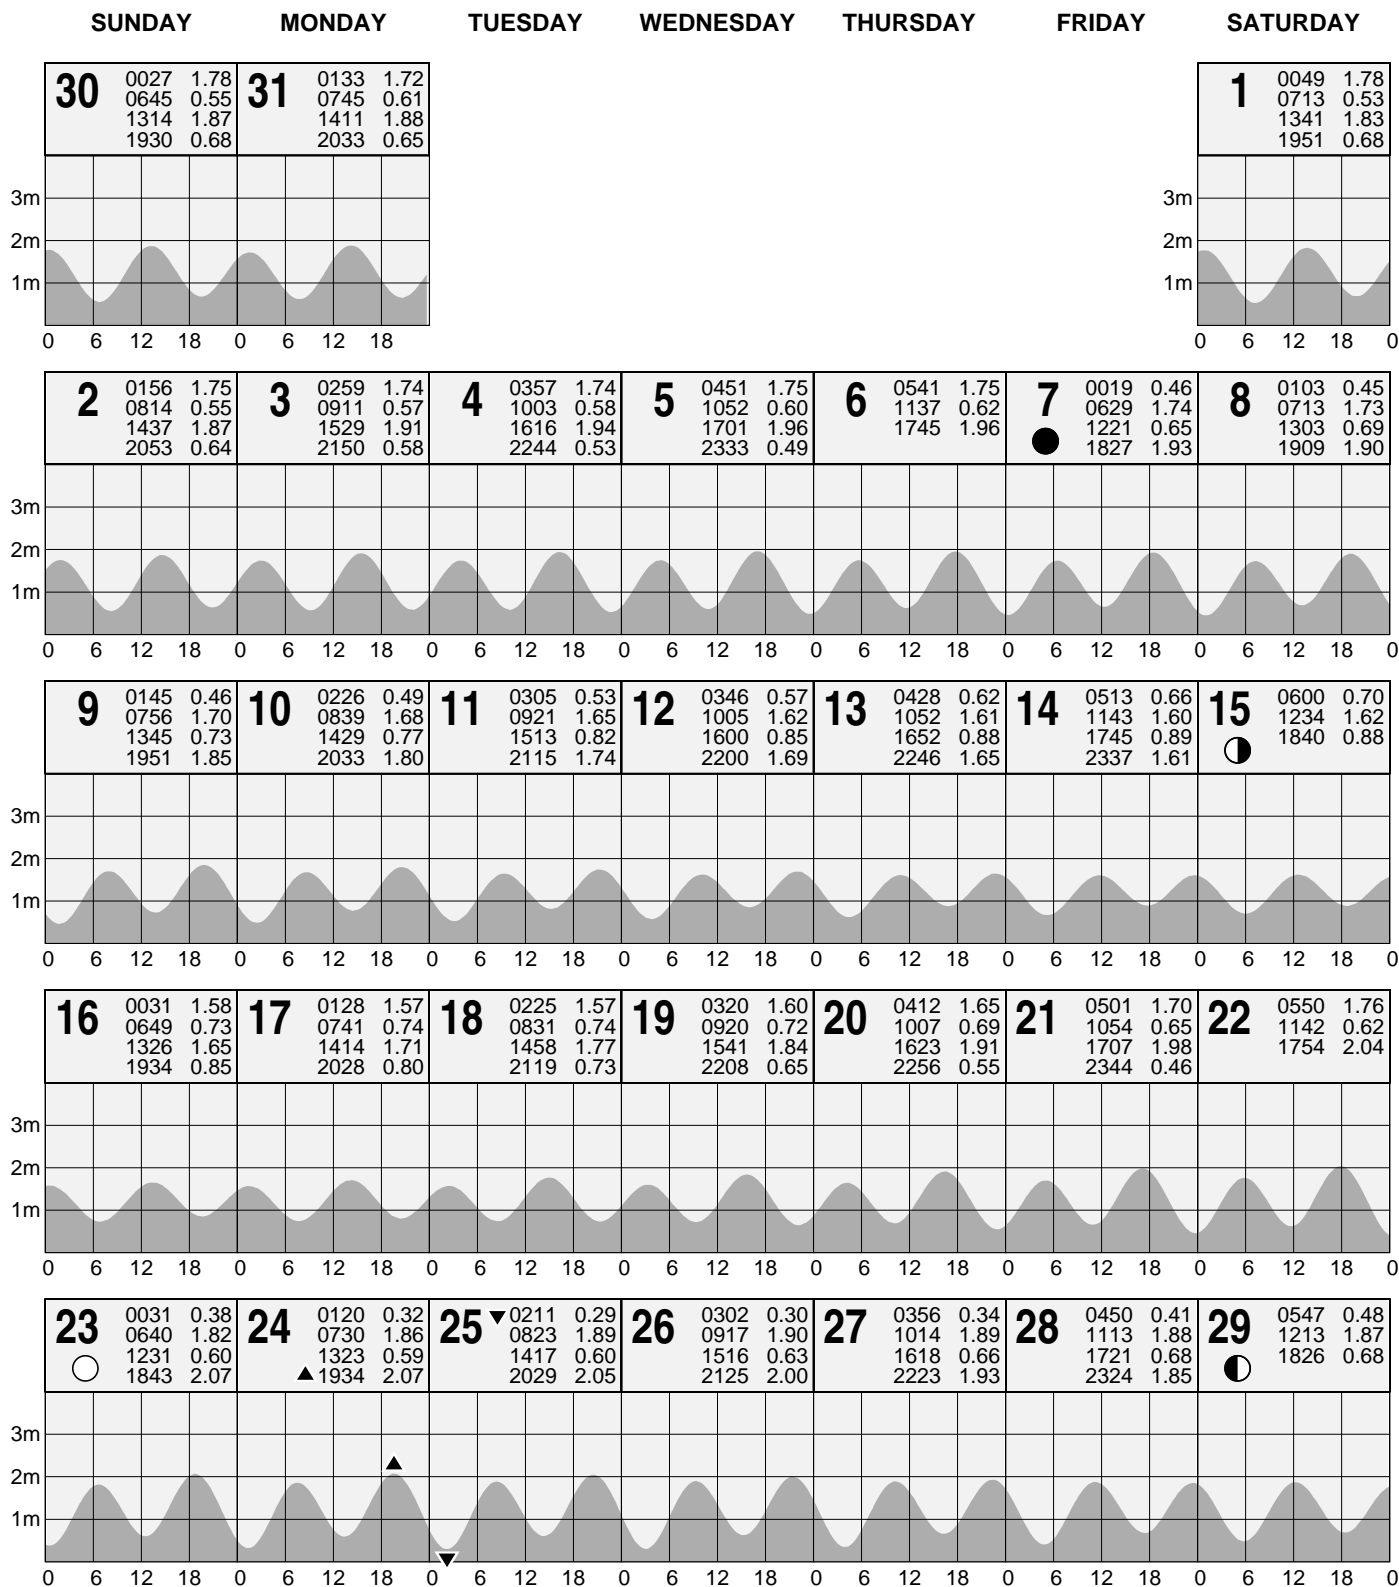 SUNDAY MONDAY TUESDAY WEDNESDAY THURSDAY FRIDAY SATURDAY
30 0027 1.78 31 0133 1.72 1 0049 1.78
0645 0.55 0745 0.61 0713 0.53
1314 1.87 1411 1.88 1341 1.83
1930 0.68 2033 0.65 1951 0.68
3m 3m
2m 2m
1m 1m
0 6 12 18 0 6 12 18 0 6 12 18 0
2 0156 1.75 3 0259 1.74 4 0357 1.74 5 0451 1.75 6 0541 1.75 7 0019 0.46 8 0103 0.45
0814 0.55 0911 0.57 1003 0.58 1052 0.60 1137 0.62 0629 1.74 0713 1.73
1437 1.87 1529 1.91 1616 1.94 1701 1.96 1745 1.96 1221 0.65 1303 0.69
2053 0.64 2150 0.58 2244 0.53 2333 0.49 1827 1.93 1909 1.90
3m
2m
1m
0 6 12 18 0 6 12 18 0 6 12 18 0 6 12 18 0 6 12 18 0 6 12 18 0 6 12 18 0
9 0145 0.46 10 0226 0.49 11 0305 0.53 12 0346 0.57 13 0428 0.62 14 0513 0.66 15 0600 0.70
0756 1.70 0839 1.68 0921 1.65 1005 1.62 1052 1.61 1143 1.60 1234 1.62
1345 0.73 1429 0.77 1513 0.82 1600 0.85 1652 0.88 1745 0.89 1840 0.88
1951 1.85 2033 1.80 2115 1.74 2200 1.69 2246 1.65 2337 1.61
3m
2m
1m
0 6 12 18 0 6 12 18 0 6 12 18 0 6 12 18 0 6 12 18 0 6 12 18 0 6 12 18 0
16 0031 1.58 17 0128 1.57 18 0225 1.57 19 0320 1.60 20 0412 1.65 21 0501 1.70 22 0550 1.76
0649 0.73 0741 0.74 0831 0.74 0920 0.72 1007 0.69 1054 0.65 1142 0.62
1326 1.65 1414 1.71 1458 1.77 1541 1.84 1623 1.91 1707 1.98 1754 2.04
1934 0.85 2028 0.80 2119 0.73 2208 0.65 2256 0.55 2344 0.46
3m
2m
1m
0 6 12 18 0 6 12 18 0 6 12 18 0 6 12 18 0 6 12 18 0 6 12 18 0 6 12 18 0
23 0031 0.38 24 0120 0.32 25 0211 0.29 26 0302 0.30 27 0356 0.34 28 0450 0.41 29 0547 0.48
0640 1.82 0730 1.86 0823 1.89 0917 1.90 1014 1.89 1113 1.88 1213 1.87
1231 0.60 1323 0.59 1417 0.60 1516 0.63 1618 0.66 1721 0.68 1826 0.68
1843 2.07 1934 2.07 2029 2.05 2125 2.00 2223 1.93 2324 1.85
3m
2m
1m
0 6 12 18 0 6 12 18 0 6 12 18 0 6 12 18 0 6 12 18 0 6 12 18 0 6 12 18 0